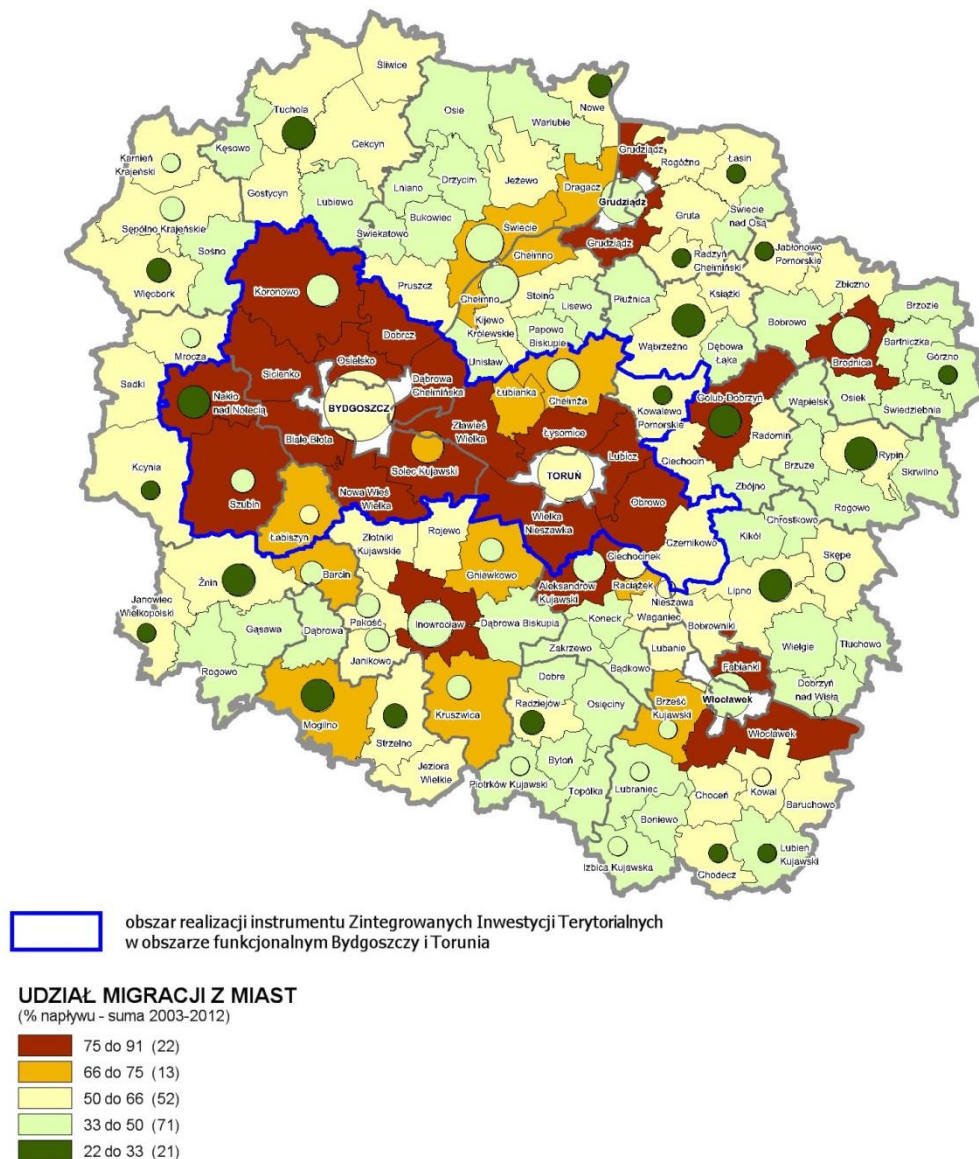 Śliwice
Tuchola
Osie
Nowe
Warlubie
Kęsowo
Cekcyn
Grudziądz
Rogóźno
Łasin
Kamień
Krajeński
Gostycyn
Lniano
Drzycim
Jeżewo
Dragacz
Grudziądz
Lubiewo
Bukowiec
Gruta
Świecie
nad Osą
Sępólno Krajeńskie
Świekatowo
Świecie
Grudziądz
Sośno
Chełmno
Radzyń
Chełmiński
Jabłonowo
Pomorskie
Więcbork
Koronowo
Pruszcz
Chełmno
Stolno
Lisewo
Płużnica
Książki
Zbiczno
Brzozie
Dobrcz
Kijewo
Królewskie
Papowo
Biskupie
Wąbrzeźno
Bobrowo
Bartniczka
Mrocza
Osielsko
Unisław
Dębowa
Łąka
Brodnica
Górzno
Sadki
Sicienko
Dąbrowa
Chełmińska
Łubianka
Chełmża
Nakło
nad Notecią
BYDGOSZCZ
Kowalewo
Pomorskie
Golub-Dobrzyń
Wąpielsk
Osiek
Świedziebnia
Białe Błota
Zławieś
Wielka
Łysomice
Radomin
Kcynia
Solec Kujawski
TORUŃ
Lubicz
Ciechocin
Brzuze
Rypin
Skrwilno
Szubin
Nowa Wieś
Wielka
Wielka
Nieszawka
Obrowo
Zbójno
Rogowo
Łabiszyn
Rojewo
Czernikowo
Chrostkowo
Złotniki
Kujawskie
Kikół
Żnin
Barcin
Gniewkowo
Aleksandrów
Kujawski
Ciechocinek
Raciążek
Skępe
Janowiec
Wielkopolski
Nieszawa
Lipno
Pakość
Inowrocław
Koneck
Waganiec
Bobrowniki
Gąsawa
Dąbrowa
Dąbrowa Biskupia
Tłuchowo
Janikowo
Zakrzewo
Lubanie
Wielgie
Rogowo
Bądkowo
Fabianki
Dobre
Dobrzyń
nad Wisłą
Mogilno
Kruszwica
Osięciny
Brześć
Kujawski
Włocławek
Strzelno
Radziejów
Włocławek
Jeziora
Wielkie
Bytoń
Piotrków Kujawski
Topólka
Lubraniec
Choceń
Kowal
Baruchowo
Boniewo
Izbica Kujawska
Chodecz
Lubień
Kujawski
obszar realizacji instrumentu Zintegrowanych Inwestycji Terytorialnych
w obszarze funkcjonalnym Bydgoszczy i Torunia
UDZIAŁ MIGRACJI Z MIAST
(% napływu - suma 2003-2012)
75 do 91 (22)
66 do 75 (13)
50 do 66 (52)
33 do 50 (71)
22 do 33 (21)